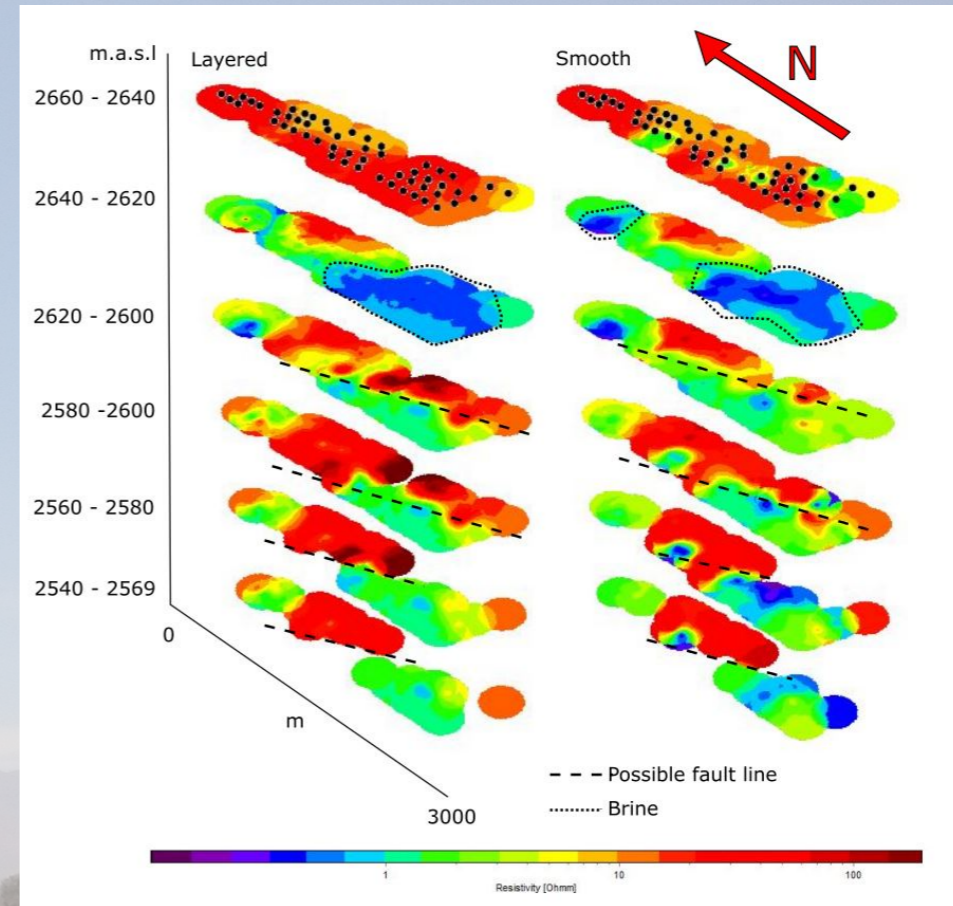 m.a.s.l
Layered
Smooth
N
2660 - 2640
2640 - 2620
2620 - 2600
2580 -2600
2560 - 2580
2540 - 2569
0
m
3000
Possible fault line
Brine
1
10
100
Resistivity [Ohmm]